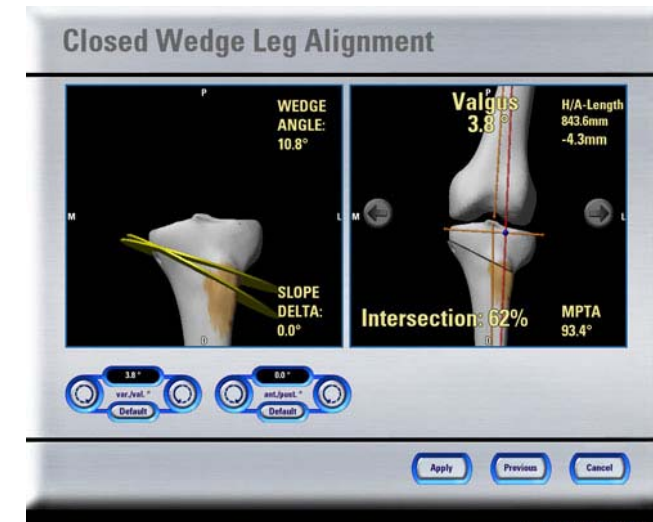 Closed Wedge Leg Alignment
P
WEDGE
ANGLE:
10.8°
M
L
SLOPE
DELTA:
0.0°
D
P
Valgus
3.8 °
H/A-Length
843.6mm
-4.3mm
M
L
Intersection: 62%
MPTA
93.4°
D
3.8 °
var./val. °
Default
0.0 °
ant./post. °
Default
Apply
Previous
Cancel